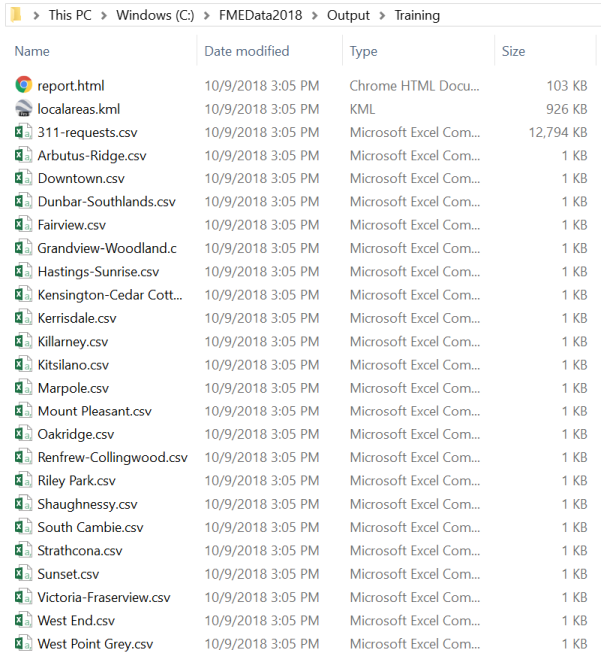 This PC > Windows (C:) > FMEData2018 > Output > Training
Name Date modified Type Size
report.html 10/9/2018 3:05 PM Chrome HTML Docu... 103 KB
localareas.kml 10/9/2018 3:05 PM KML 926 KB
311-requests.csv 10/9/2018 3:05 PM Microsoft Excel Com... 12,794 KB
Arbutus-Ridge.csv 10/9/2018 3:05 PM Microsoft Excel Com... 1 KB
Downtown.csv 10/9/2018 3:05 PM Microsoft Excel Com... 1 KB
Dunbar-Southlands.csv 10/9/2018 3:05 PM Microsoft Excel Com... 1 KB
Fairview.csv 10/9/2018 3:05 PM Microsoft Excel Com... 1 KB
Grandview-Woodland.c 10/9/2018 3:05 PM Microsoft Excel Com... 1 KB
Hastings-Sunrise.csv 10/9/2018 3:05 PM Microsoft Excel Com... 1 KB
Kensington-Cedar Cott... 10/9/2018 3:05 PM Microsoft Excel Com... 1 KB
Kerrisdale.csv 10/9/2018 3:05 PM Microsoft Excel Com... 1 KB
Killarney.csv 10/9/2018 3:05 PM Microsoft Excel Com... 1 KB
Kitsilano.csv 10/9/2018 3:05 PM Microsoft Excel Com... 1 KB
Marpole.csv 10/9/2018 3:05 PM Microsoft Excel Com... 1 KB
Mount Pleasant.csv 10/9/2018 3:05 PM Microsoft Excel Com... 1 KB
Oakridge.csv 10/9/2018 3:05 PM Microsoft Excel Com... 1 KB
Renfrew-Collingwood.csv 10/9/2018 3:05 PM Microsoft Excel Com... 1 KB
Riley Park.csv 10/9/2018 3:05 PM Microsoft Excel Com... 1 KB
Shaughnessy.csv 10/9/2018 3:05 PM Microsoft Excel Com... 1 KB
South Cambie.csv 10/9/2018 3:05 PM Microsoft Excel Com... 1 KB
Strathcona.csv 10/9/2018 3:05 PM Microsoft Excel Com... 1 KB
Sunset.csv 10/9/2018 3:05 PM Microsoft Excel Com... 1 KB
Victoria-Fraserview.csv 10/9/2018 3:05 PM Microsoft Excel Com... 1 KB
West End.csv 10/9/2018 3:05 PM Microsoft Excel Com... 1 KB
West Point Grey.csv 10/9/2018 3:05 PM Microsoft Excel Com... 1 KB